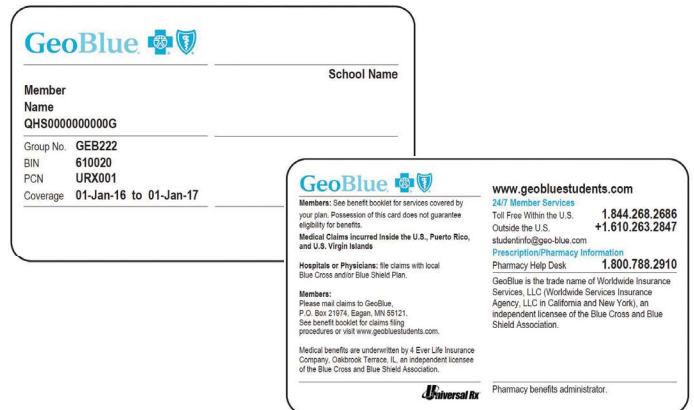 GeoBlue
School Name
Member
Name
QHS0000000000G
Group No. GEB222
BIN 610020
PCN URX001
Coverage 01-Jan-16 to 01-Jan-17
GeoBlue
Members: See benefit booklet for services covered by
your plan. Possession of this card does not guarantee
eligibility for benefits.
Medical Claims incurred Inside the U.S., Puerto Rico,
and U.S. Virgin Islands
Hospitals or Physicians: file claims with local
Blue Cross and/or Blue Shield Plan.
Members:
Please mail claims to GeoBlue,
P.O. Box 21974, Eagan, MN 55121.
See benefit booklet for claims filing
procedures or visit www.geobluestudents.com.
Medical benefits are underwritten by 4 Ever Life Insurance
Company, Oakbrook Terrace, IL, an independent licensee
of the Blue Cross and Blue Shield Association.
Universal Rx
www.geobluestudents.com
24/7 Member Services
Toll Free Within the U.S. 1.844.268.2686
Outside the U.S. +1.610.263.2847
studentinfo@geo-blue.com
Prescription/Pharmacy Information
Pharmacy Help Desk 1.800.788.2910
GeoBlue is the trade name of Worldwide Insurance
Services, LLC (Worldwide Services Insurance
Agency, LLC in California and New York), an
independent licensee of the Blue Cross and Blue
Shield Association.
Pharmacy benefits administrator.